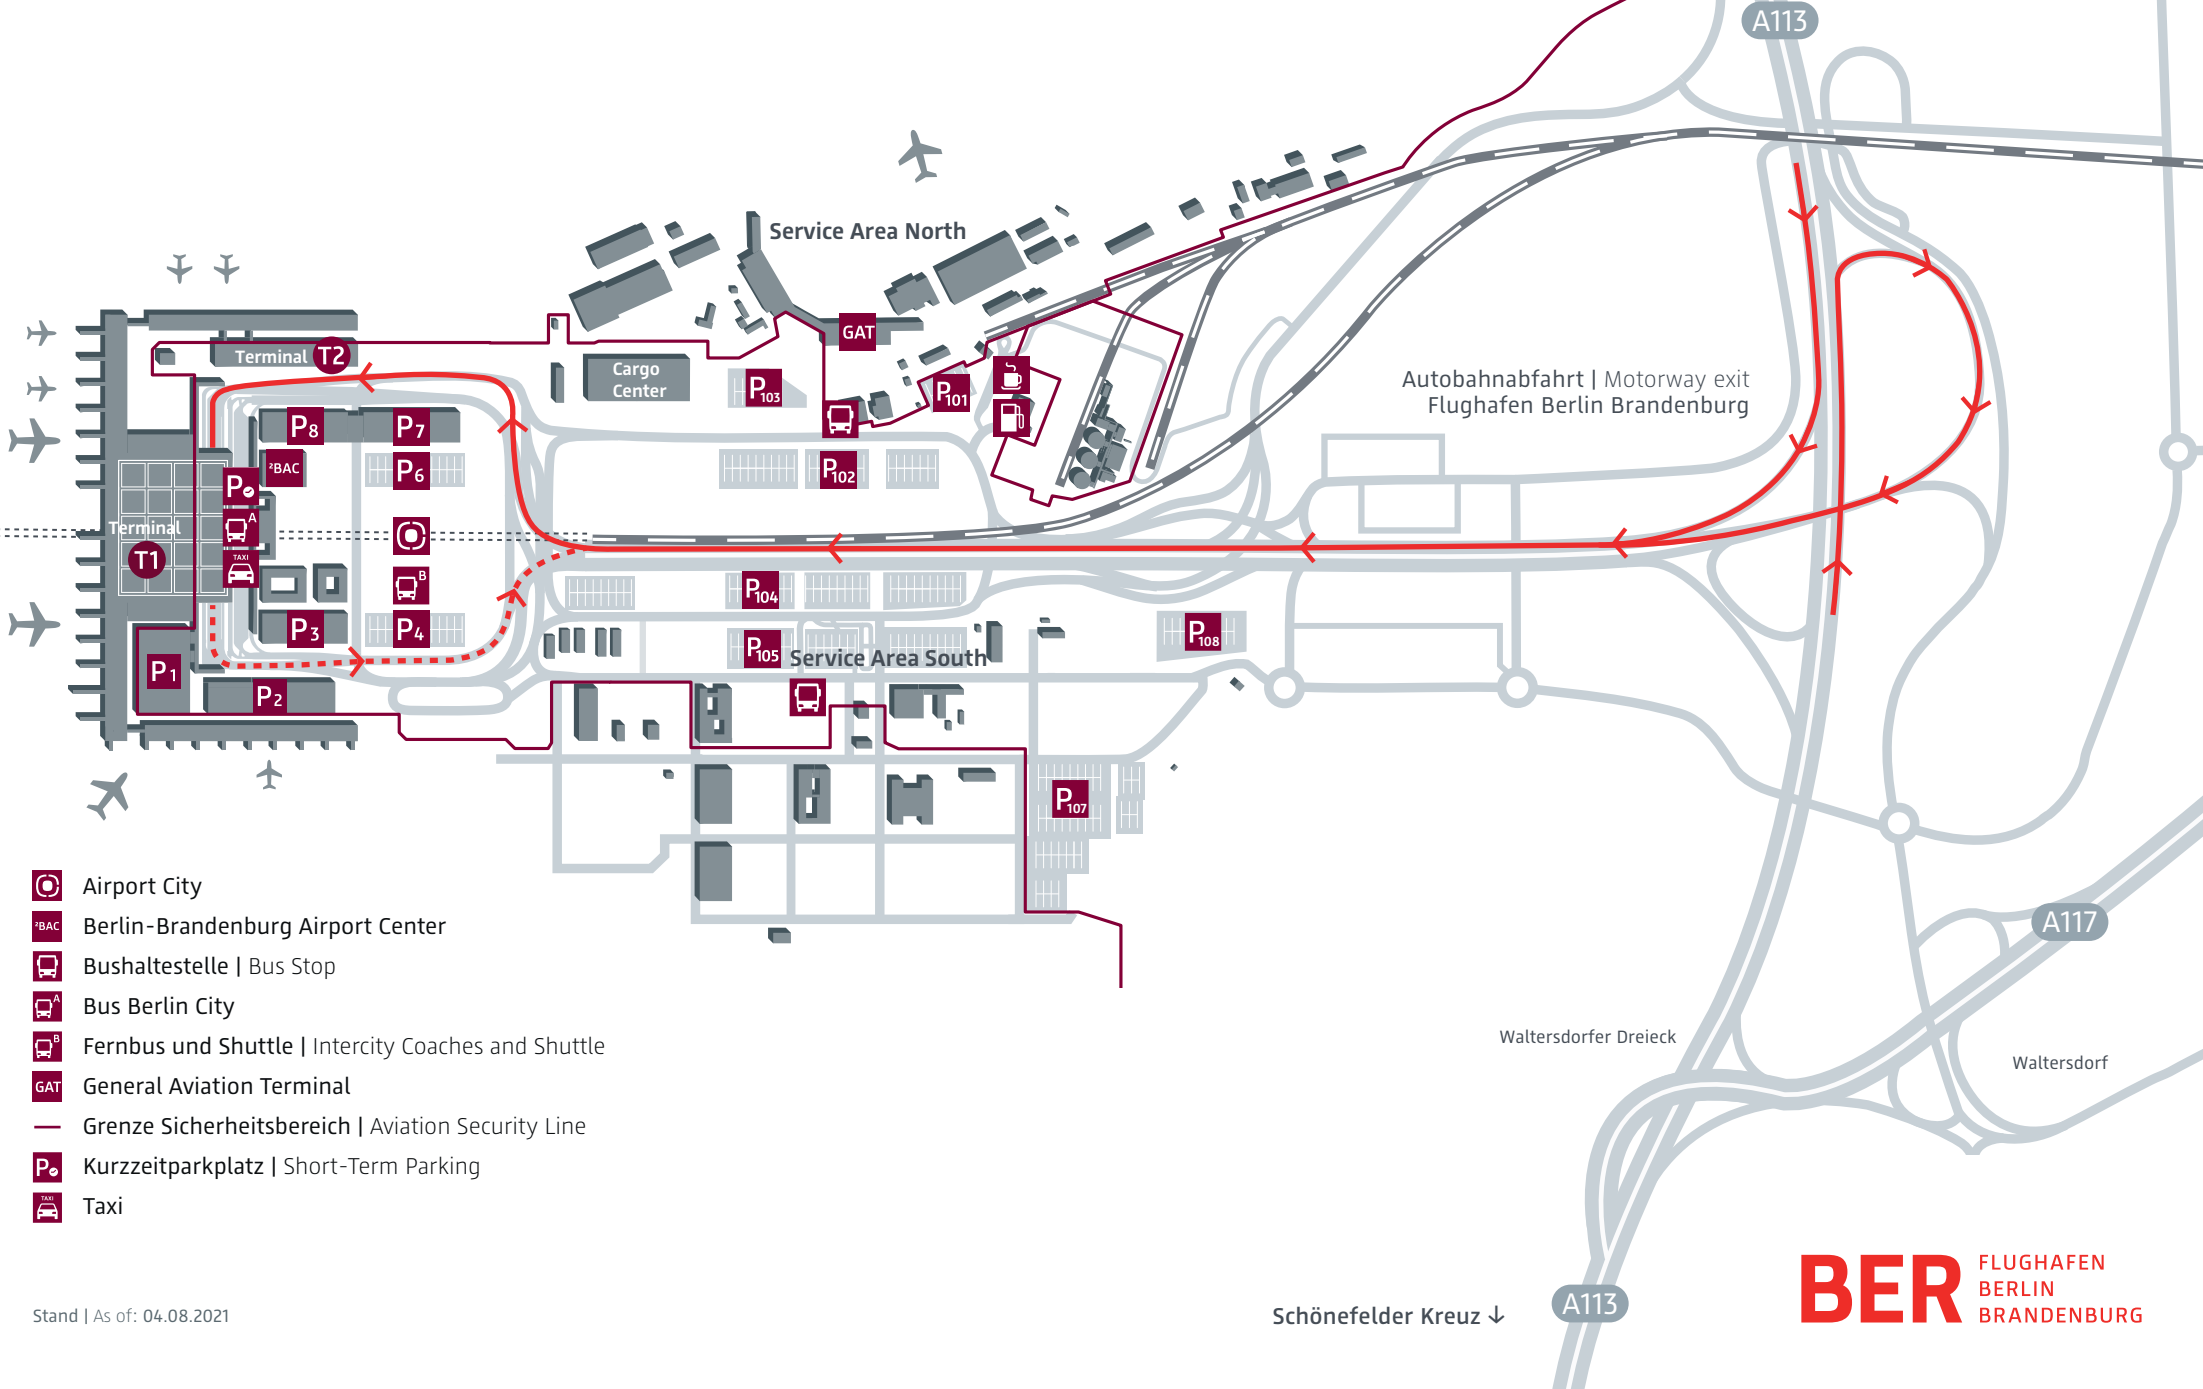 A113
Service Area North
GAT
Terminal T2
Cargo
Center
P103
P101
Autobahnabfahrt | Motorway exit
Flughafen Berlin Brandenburg
P8
P7
²BAC
P6
P102
P
A
Terminal
T1
TAXI
B
P104
P3
P4
P108
P105
Service Area South
P1
P2
P107
Airport City
²BAC Berlin-Brandenburg Airport Center
Bushaltestelle | Bus Stop
A Bus Berlin City
B Fernbus und Shuttle | Intercity Coaches and Shuttle
GAT General Aviation Terminal
Grenze Sicherheitsbereich | Aviation Security Line
P Kurzzeitparkplatz | Short-Term Parking
TAXI Taxi
A117
Waltersdorfer Dreieck
Waltersdorf
Stand | As of: 04.08.2021
Schönefelder Kreuz ↓
A113
BER
FLUGHAFEN
BERLIN
BRANDENBURG